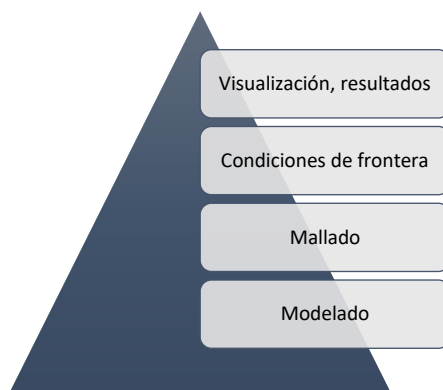 Visualización, resultados
Condiciones de frontera
Mallado
Modelado